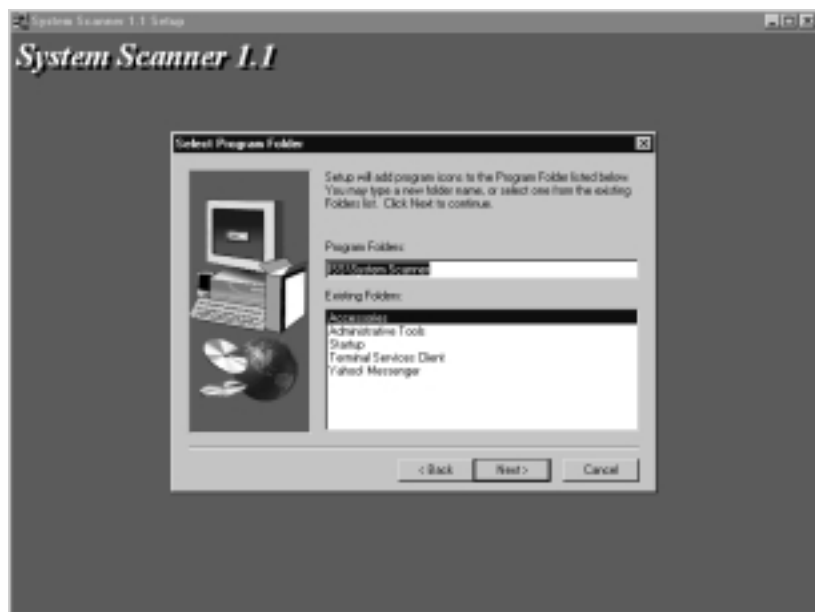 System Scanner 1.1 Setup
System Scanner 1.1
Select Program Folder
Setup will add program icons to the Program Folder listed below.
You may type a new folder name, or select one from the existing
Folders list. Click Next to continue.
Program Folders:
System Scanner
Existing Folders:
Accessories
Administrative Tools
Startup
Terminal Services Client
Yahoo! Messenger
< Back
Next >
Cancel